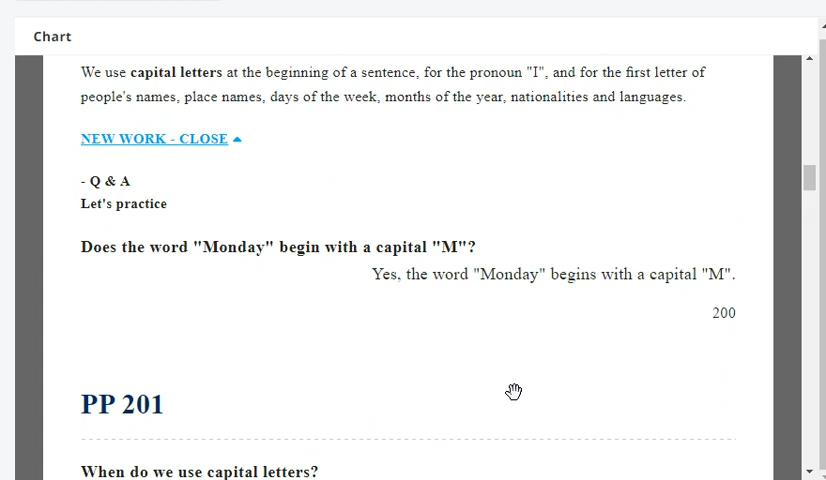 Chart
We use capital letters at the beginning of a sentence, for the pronoun "I", and for the first letter of
people's names, place names, days of the week, months of the year, nationalities and languages.
NEW WORK - CLOSE
- Q & A
Let's practice
Does the word "Monday" begin with a capital "M"?
Yes, the word "Monday" begins with a capital "M".
200
PP 201
When do we use capital letters?